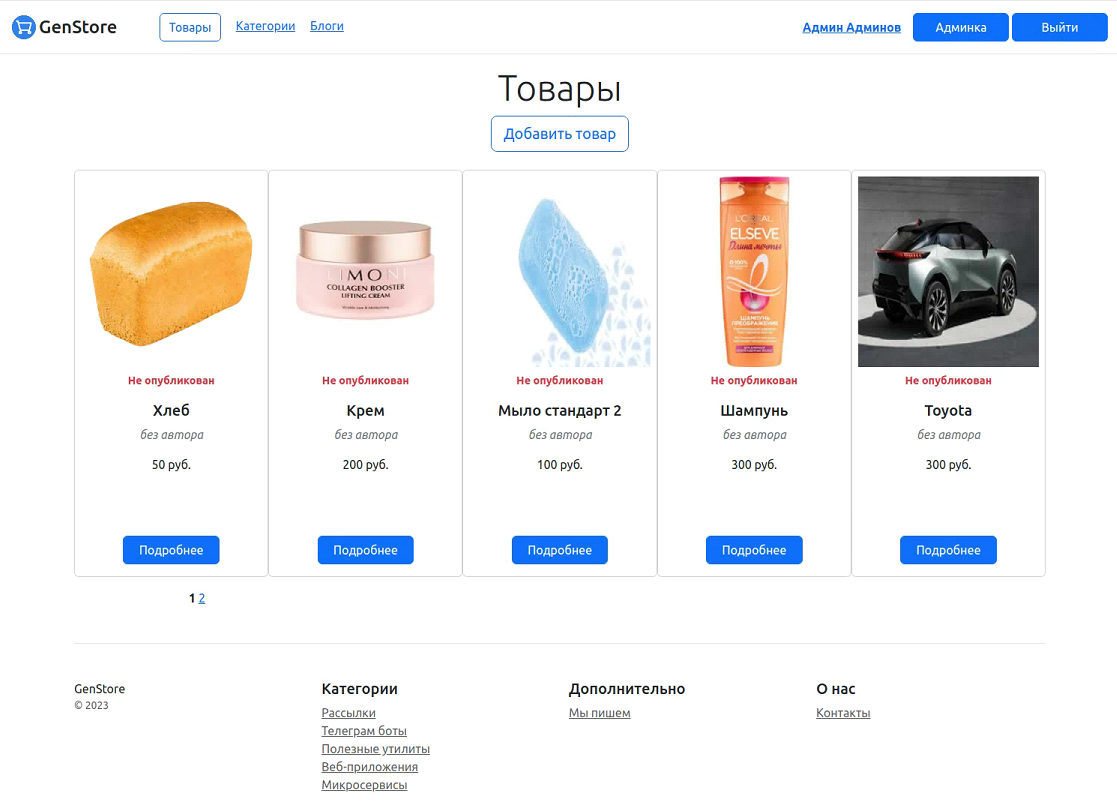 GenStore
Товары
Категории
Блоги
Админ Админов
Админка
Выйти
Товары
Добавить товар
LIMONI
COLLAGEN BOOSTER
LIFTING CREAM
L'OREAL
ELSEVE
Длина мечты
ШАМПУНЬ
ПРЕОБРАЖЕНИЕ
Не опубликован
Не опубликован
Не опубликован
Не опубликован
Не опубликован
Хлеб
Крем
Мыло стандарт 2
Шампунь
Toyota
без автора
без автора
без автора
без автора
без автора
50 руб.
200 руб.
100 руб.
300 руб.
300 руб.
Подробнее
Подробнее
Подробнее
Подробнее
Подробнее
1 2
GenStore
© 2023
Категории
Рассылки
Телеграм боты
Полезные утилиты
Веб-приложения
Микросервисы
Дополнительно
Мы пишем
О нас
Контакты